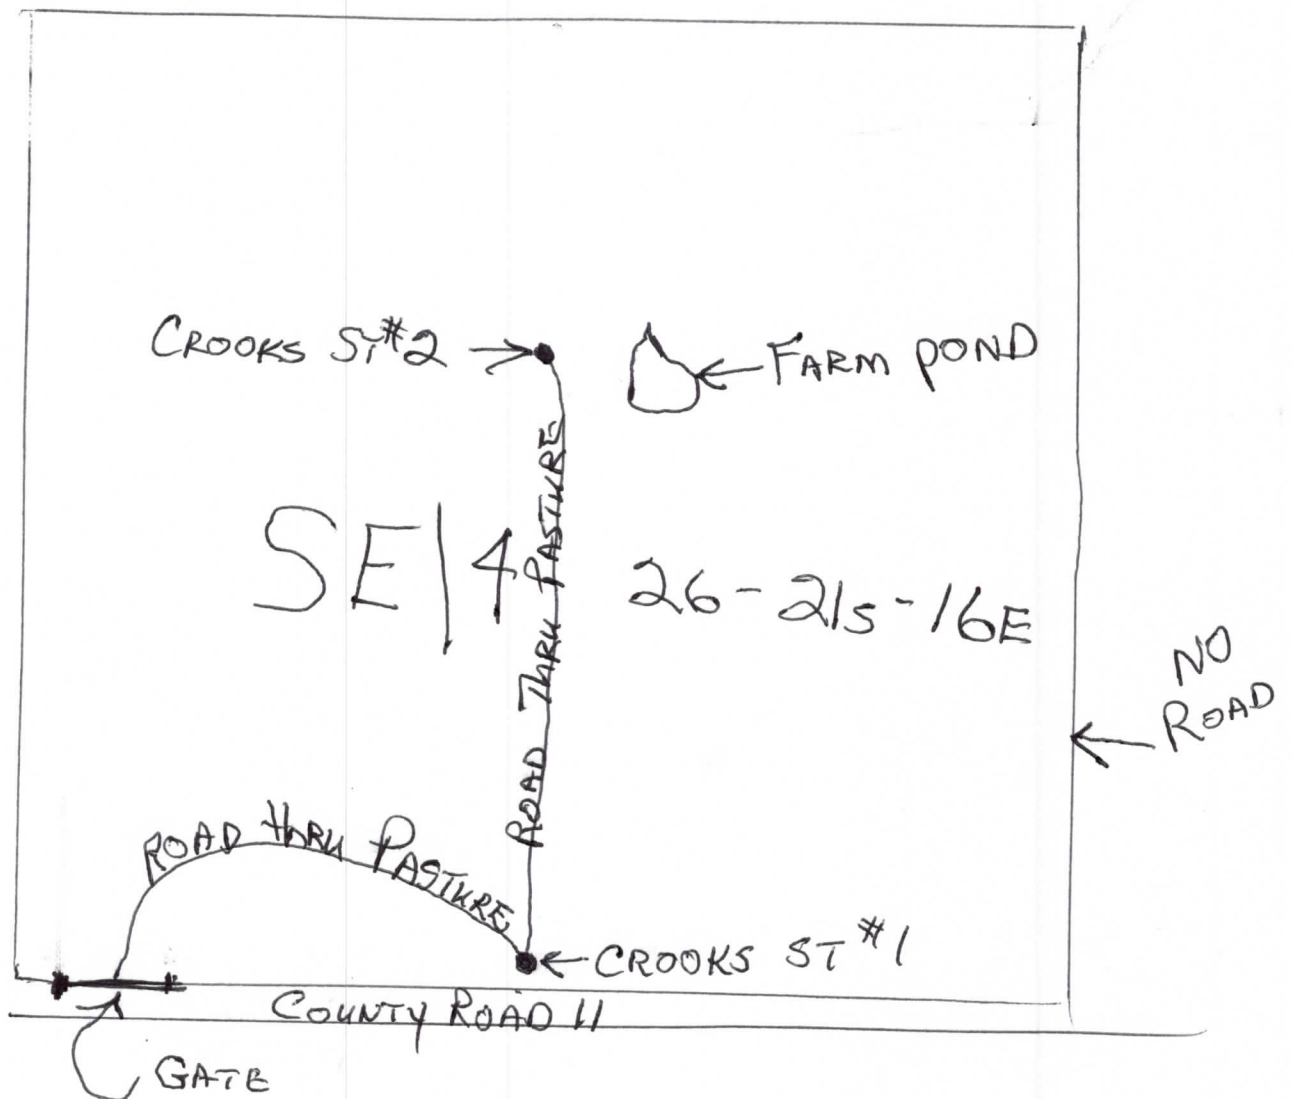 CROOKS ST #2
FARM POND
ROAD THRU PASTURE
SE/4
26-21s-16E
NO
ROAD
ROAD THRU PASTURE
CROOKS ST #1
COUNTY ROAD 11
GATE